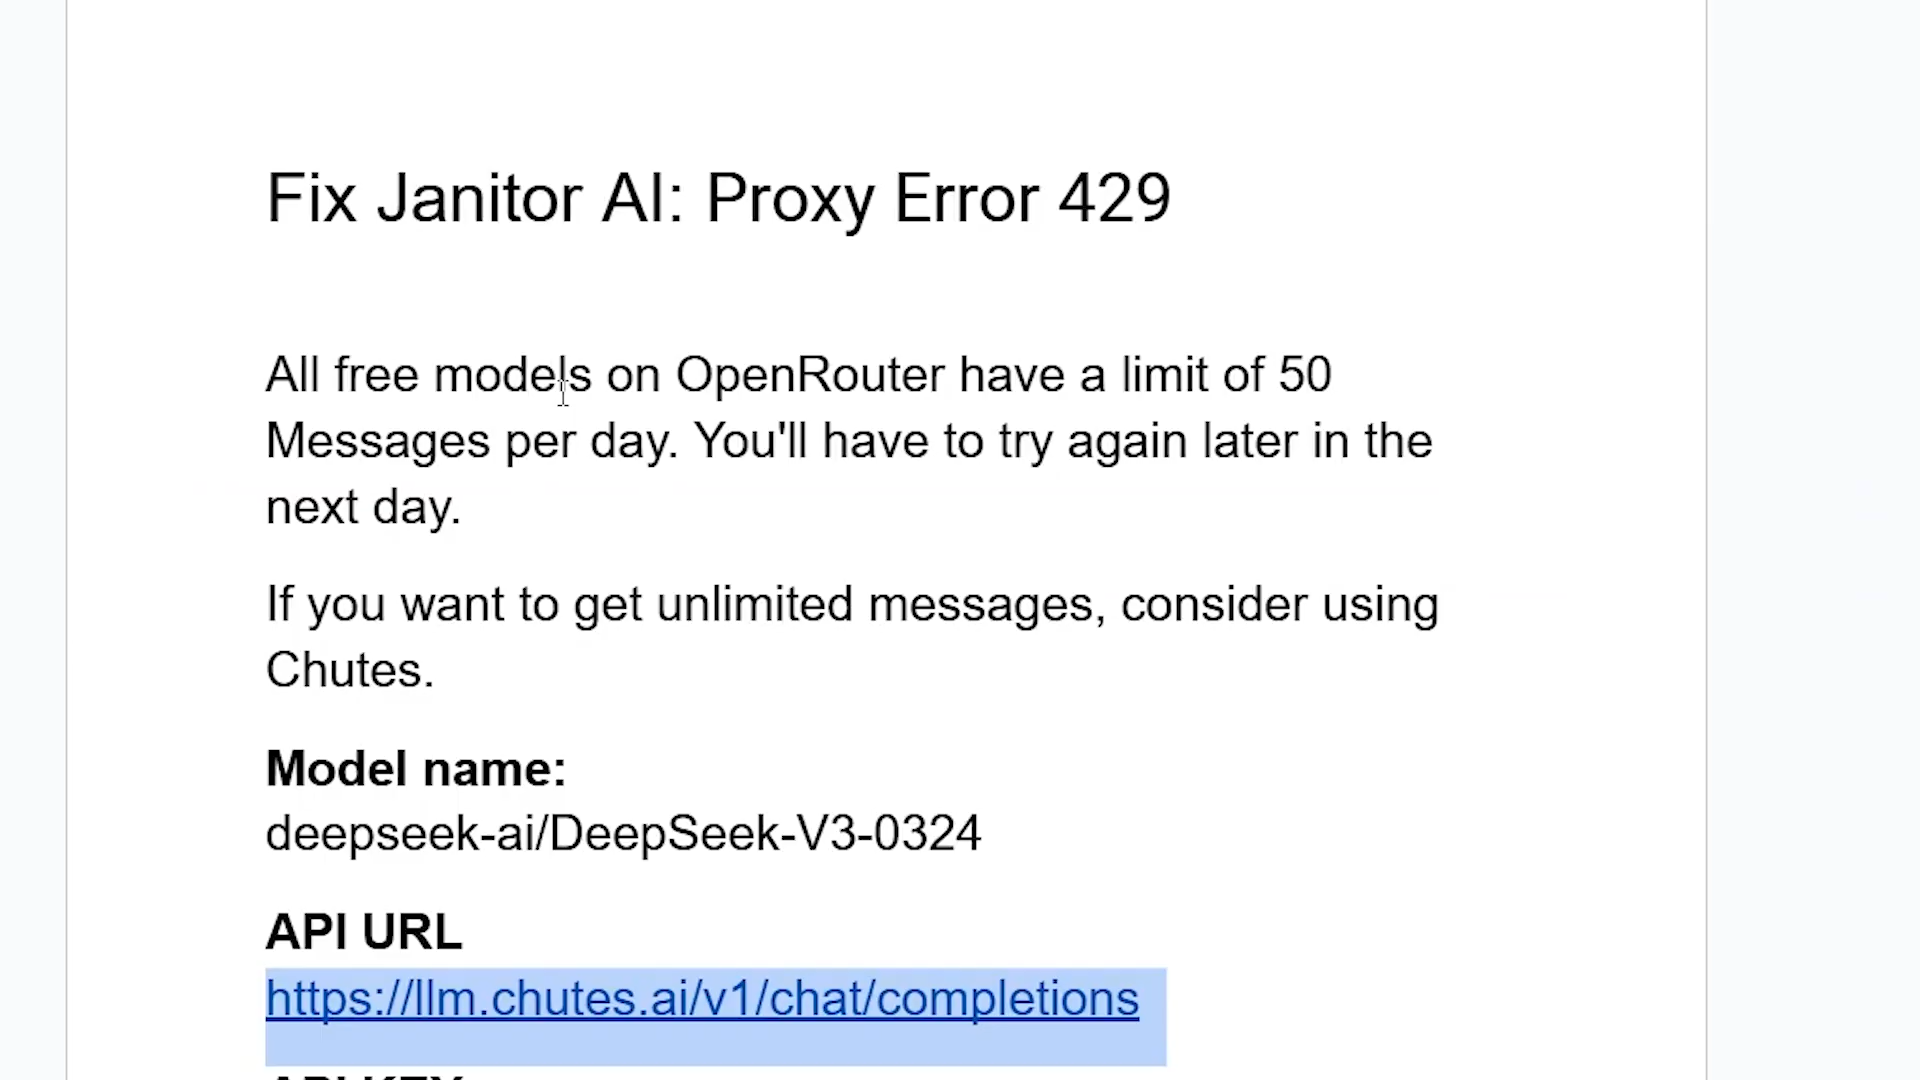 Fix Janitor AI: Proxy Error 429
All free models on OpenRouter have a limit of 50
Messages per day. You'll have to try again later in the
next day.
If you want to get unlimited messages, consider using
Chutes.
Model name:
deepseek-ai/DeepSeek-V3-0324
API URL
https://llm.chutes.ai/v1/chat/completions
API KEY